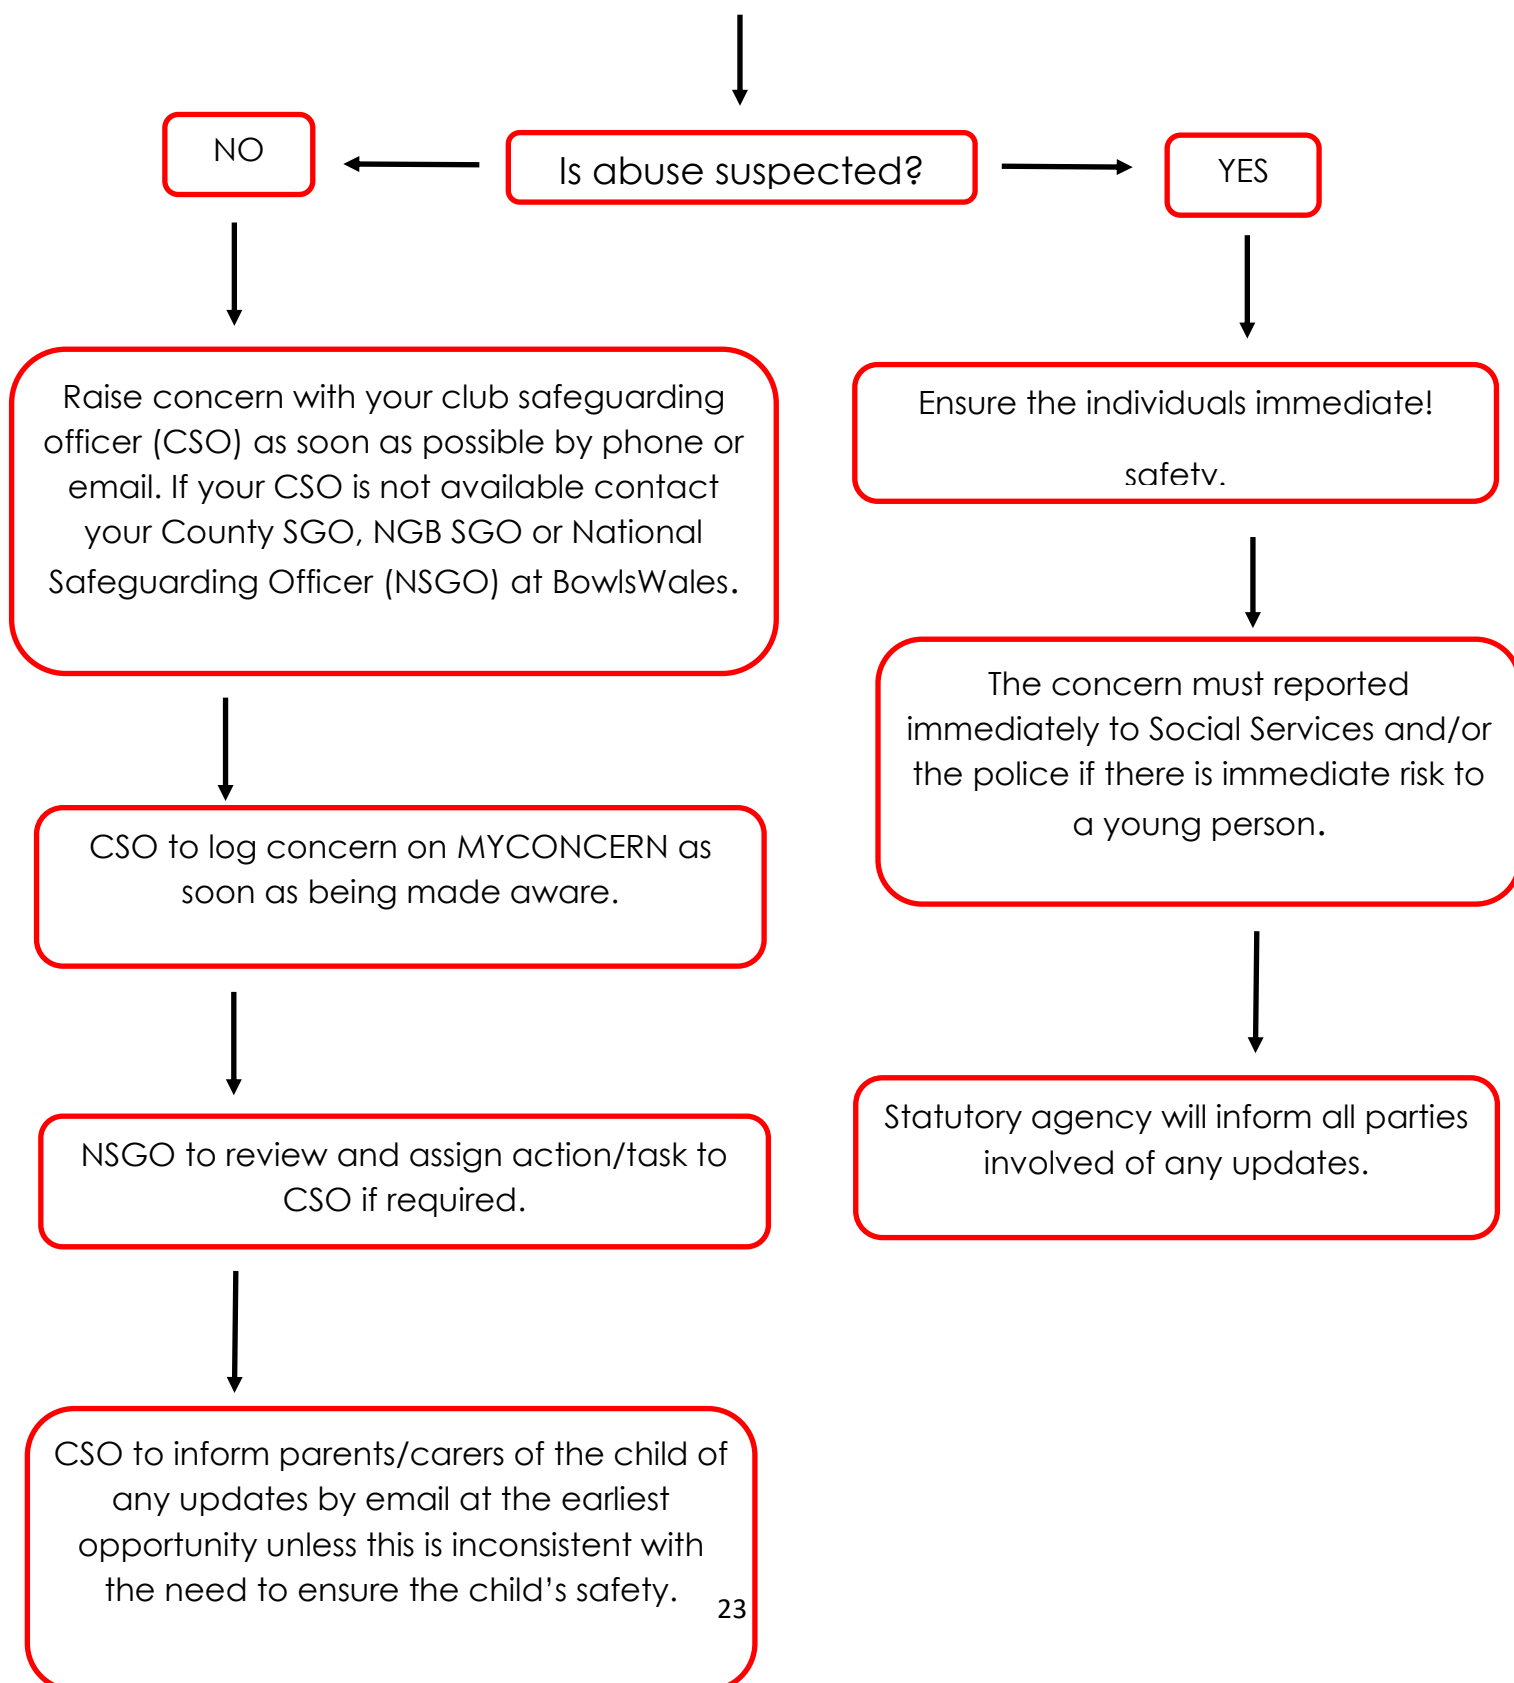 NO
Is abuse suspected?
YES
Raise concern with your club safeguarding
officer (CSO) as soon as possible by phone or
email. If your CSO is not available contact
your County SGO, NGB SGO or National
Safeguarding Officer (NSGO) at BowlsWales.
CSO to log concern on MYCONCERN as
soon as being made aware.
NSGO to review and assign action/task to
CSO if required.
CSO to inform parents/carers of the child of
any updates by email at the earliest
opportunity unless this is inconsistent with
the need to ensure the child’s safety.
Ensure the individuals immediate!
safety.
The concern must reported
immediately to Social Services and/or
the police if there is immediate risk to
a young person.
Statutory agency will inform all parties
involved of any updates.
23